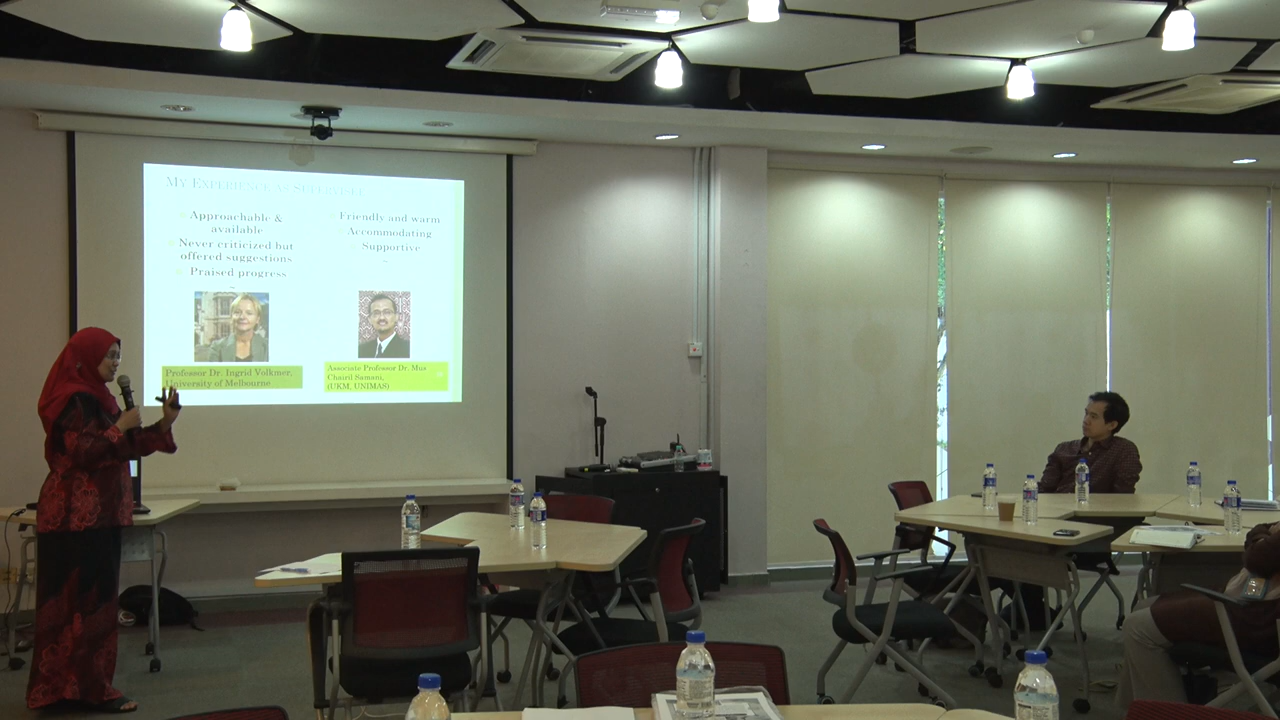 MY EXPERIENCE AS SUPERVISEE
Approachable &
available
Never criticized but
offered suggestions
Praised progress
Friendly and warm
Accommodating
Supportive
Professor Dr. Ingrid Volkmer,
University of Melbourne
Associate Professor Dr. Mus
Chairil Samani,
(UKM, UNIMAS)